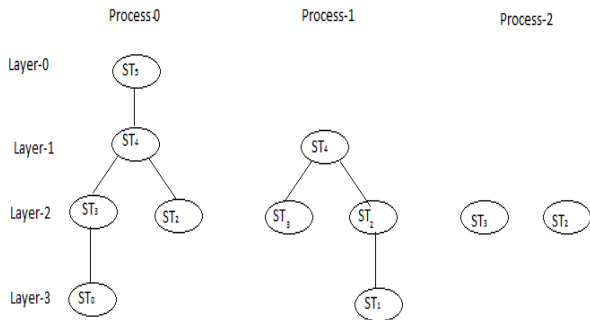 Process-0 Process-1 Process-2
Layer-0 ST₅
Layer-1 ST₄ ST₄
Layer-2 ST₃ ST₂ ST₃ ST₂ ST₃ ST₂
Layer-3 ST₀ ST₁